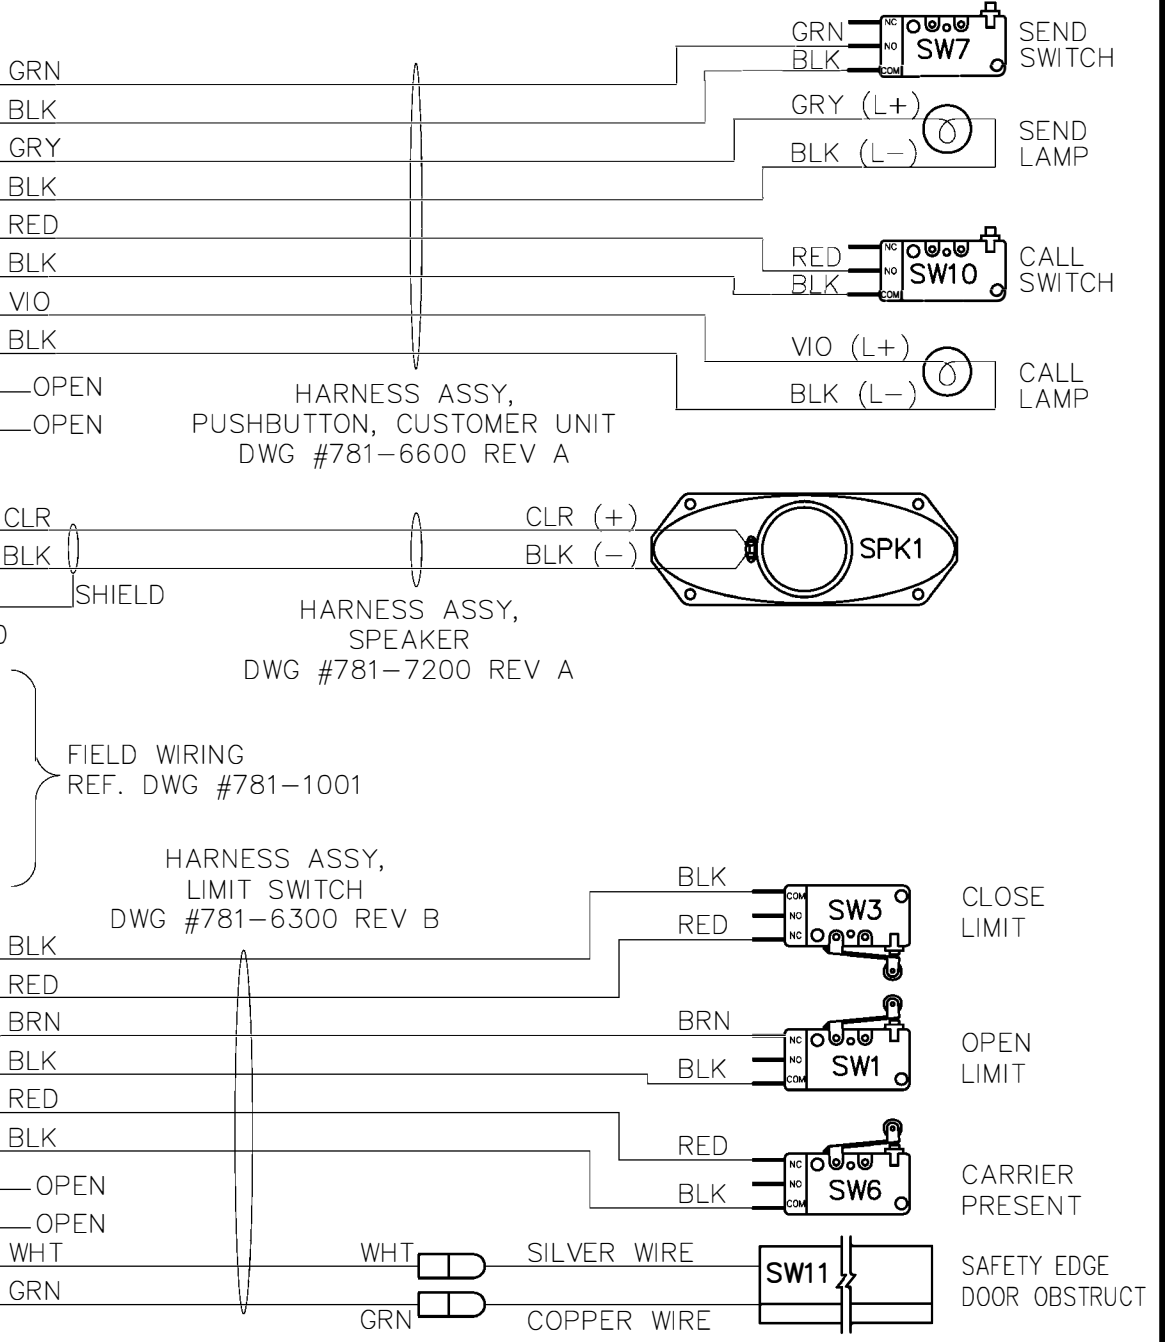 GRN
BLK
GRY
BLK
RED
BLK
VIO
BLK
OPEN
OPEN
GRN
BLK
NC
NO
COM
SW7
SEND
SWITCH
GRY (L+)
BLK (L-)
SEND
LAMP
RED
BLK
NC
NO
COM
SW10
CALL
SWITCH
VIO (L+)
BLK (L-)
CALL
LAMP
HARNESS ASSY,
PUSHBUTTON, CUSTOMER UNIT
DWG #781-6600 REV A
CLR
BLK
SHIELD
CLR (+)
BLK (-)
SPK1
HARNESS ASSY,
SPEAKER
DWG #781-7200 REV A
FIELD WIRING
REF. DWG #781-1001
HARNESS ASSY,
LIMIT SWITCH
DWG #781-6300 REV B
BLK
RED
BRN
BLK
RED
BLK
OPEN
OPEN
WHT
GRN
BLK
RED
COM
NO
NC
SW3
CLOSE
LIMIT
BRN
BLK
NC
NO
COM
SW1
OPEN
LIMIT
RED
BLK
NC
NO
COM
SW6
CARRIER
PRESENT
WHT
GRN
SILVER WIRE
COPPER WIRE
SW11
SAFETY EDGE
DOOR OBSTRUCT